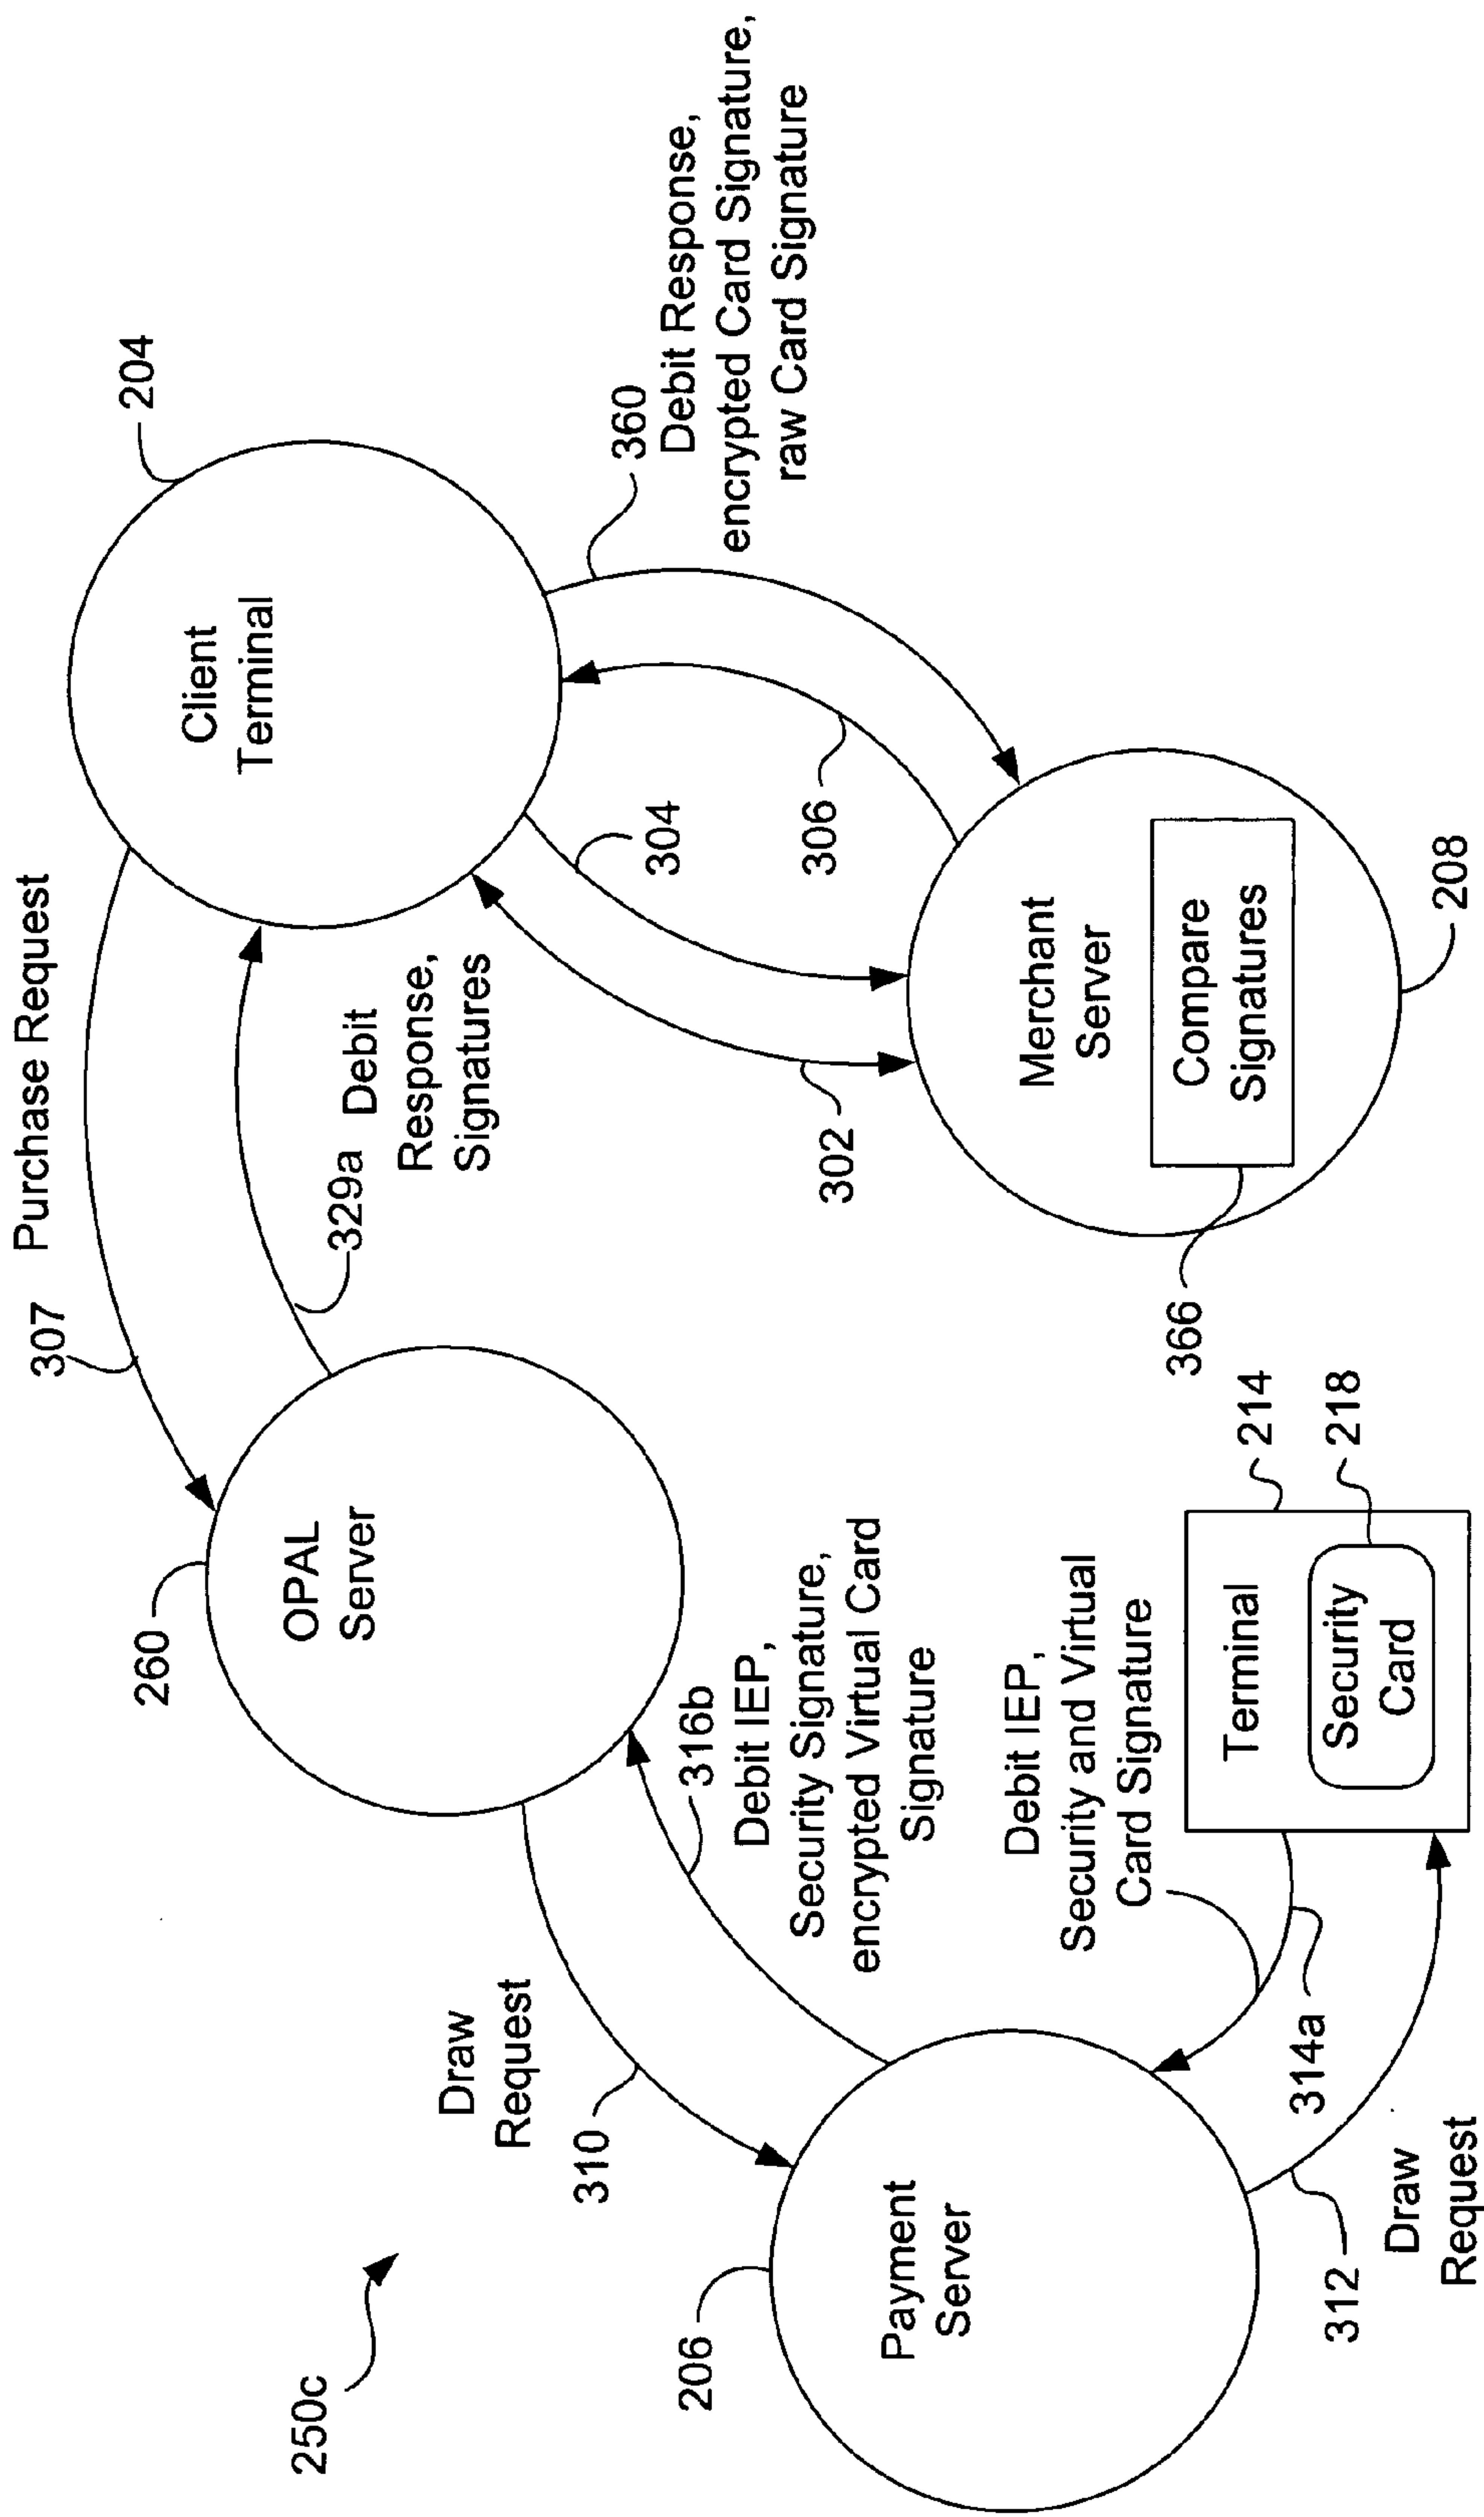 250c
307
Purchase Request
204
Client
Terminal
260
OPAL
Server
329a
Debit
Response,
Signatures
360
Debit Response,
encrypted Card Signature,
raw Card Signature
304
306
302
Draw
Request
310
316b
Debit IEP,
Security Signature,
encrypted Virtual Card
Signature
206
Payment
Server
Merchant
Server
Compare
Signatures
366
208
Debit IEP,
Security and Virtual
Card Signature
314a
312
Draw
Request
Terminal
Security
Card
214
218